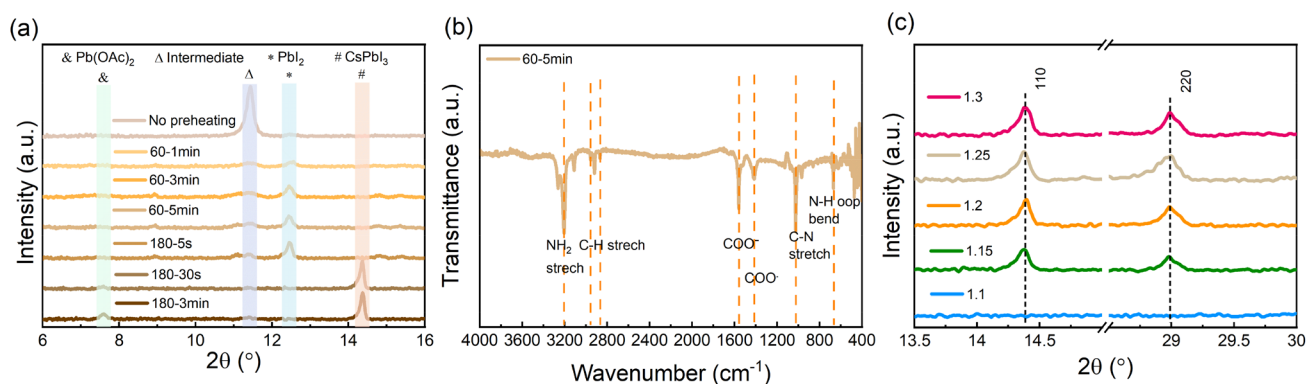 (a)
& Pb(OAc)2 Δ Intermediate * PbI2 # CsPbI3
& Δ * #
No preheating
60-1min
60-3min
60-5min
180-5s
180-30s
180-3min
Intensity (a.u.)
6 8 10 12 14 16
2θ (°)
(b)
60-5min
Transmittance (a.u.)
NH2 strech
C-H strech
COO-
COO-
C-N stretch
N-H oop bend
4000 3600 3200 2800 2400 2000 1600 1200 800 400
Wavenumber (cm-1)
(c)
110
220
1.3
1.25
1.2
1.15
1.1
Intensity (a.u.)
13.5 14.0 14.5 29 29.5 30
2θ (°)